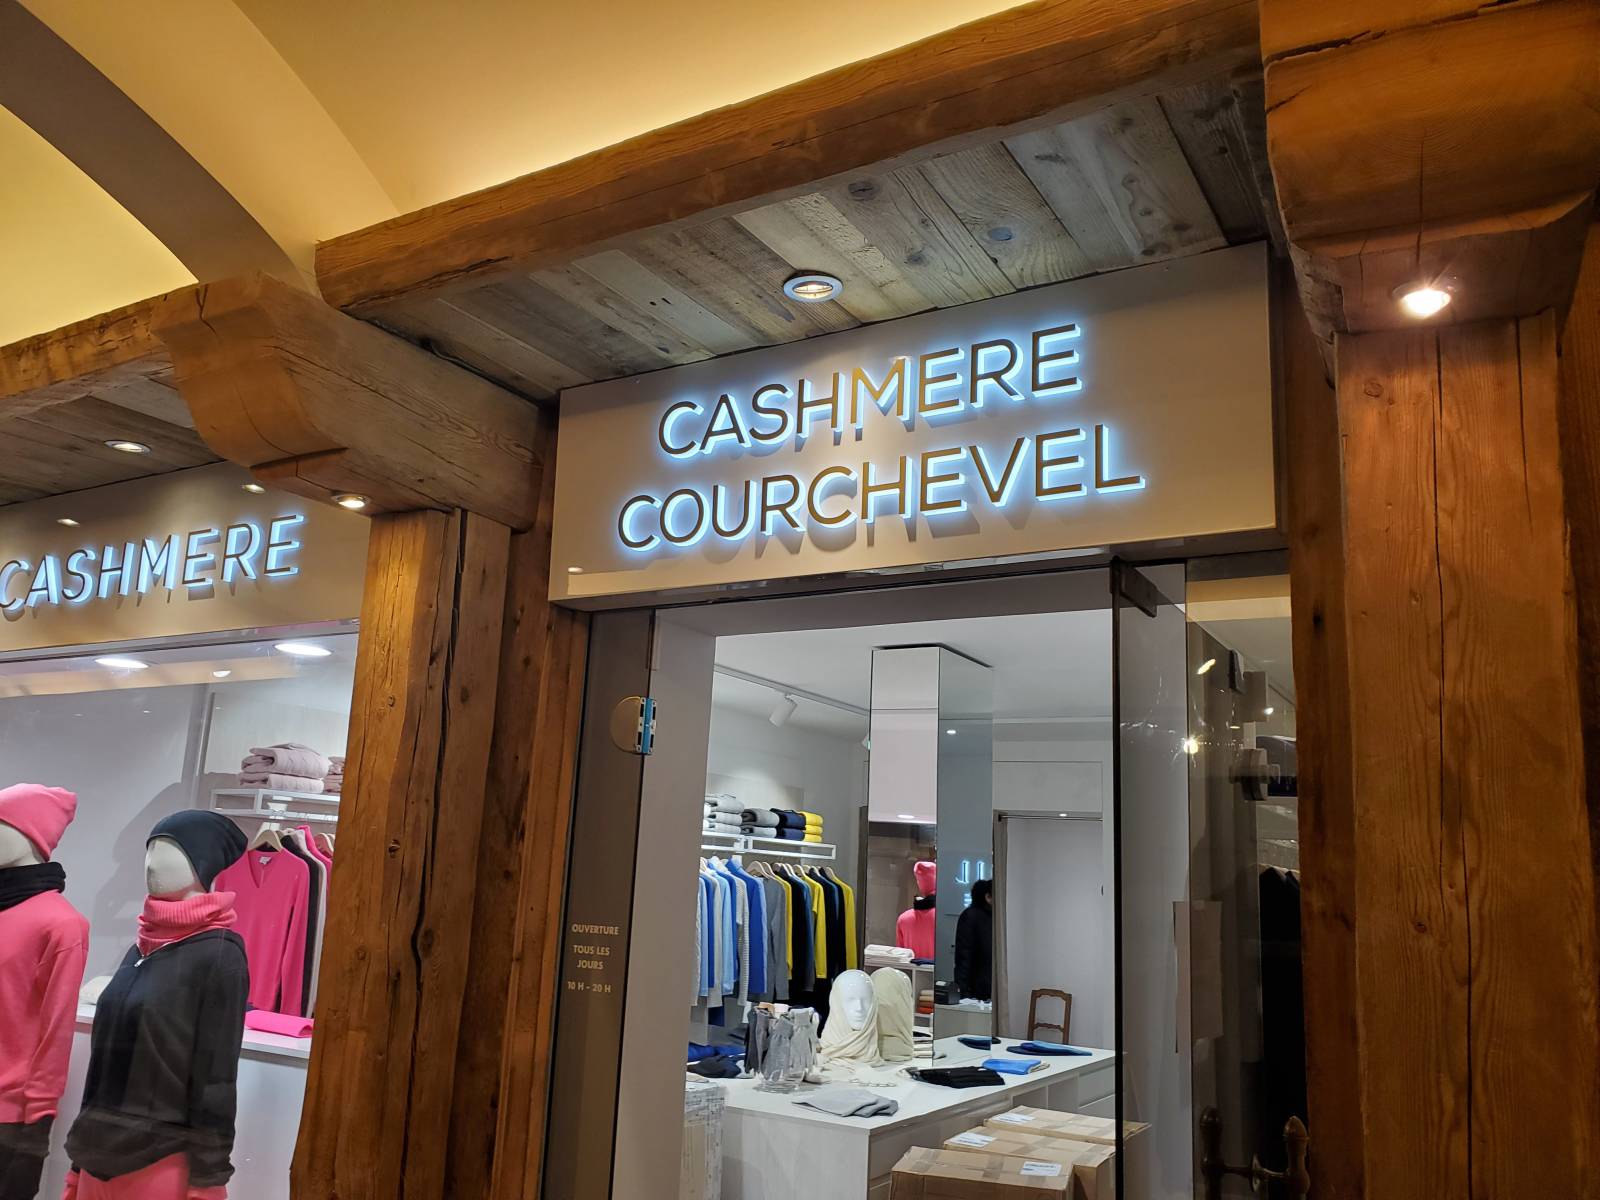 CASHMERE
COURCHEVEL
CASHMERE
OUVERTURE
TOUS LES
JOURS
10 H - 20 H